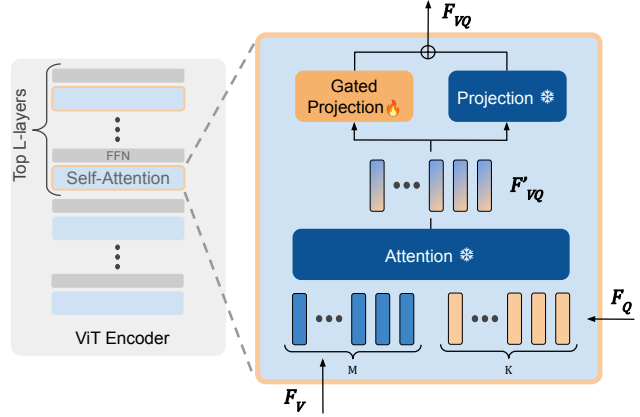 F_VQ
Top L-layers
FFN
Self-Attention
ViT Encoder
Gated
Projection🔥
Projection ❄
F'_VQ
Attention ❄
M
K
F_Q
F_V